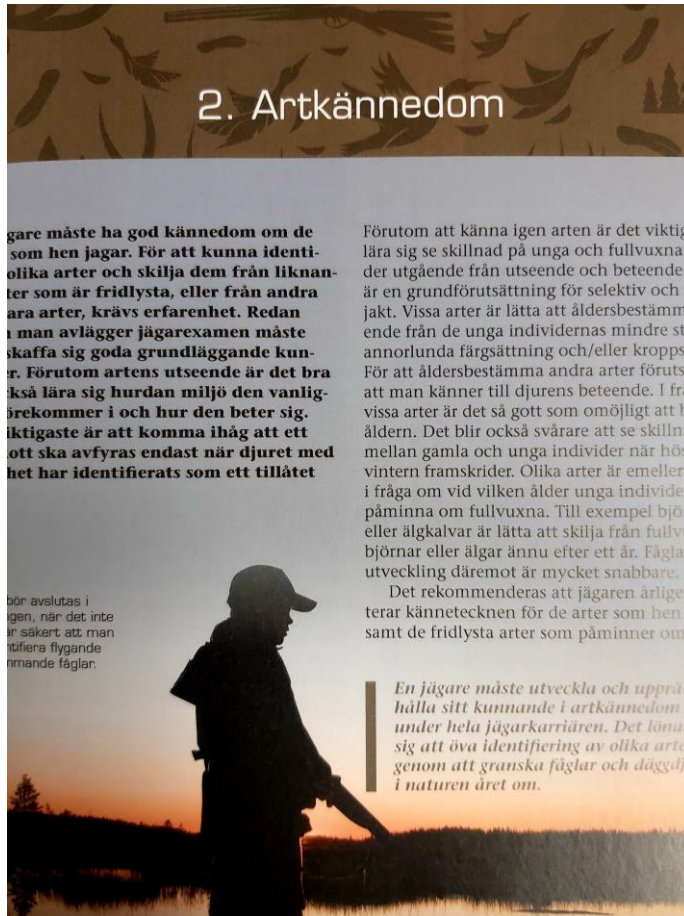 2. Artkännedom
gare måste ha god kännedom om de
som hen jagar. För att kunna identi-
olika arter och skilja dem från liknan-
ter som är fridlysta, eller från andra
ara arter, krävs erfarenhet. Redan
man avlägger jägarexamen måste
skaffa sig goda grundläggande kun-
r. Förutom artens utseende är det bra
ckså lära sig hurdan miljö den vanlig-
örekommer i och hur den beter sig.
iktigaste är att komma ihåg att ett
ott ska avfyras endast när djuret med
het har identifierats som ett tillåtet
bör avslutas i
gen, när det inte
är säkert att man
ntifiera flygande
mmande fåglar.
Förutom att känna igen arten är det viktig
lära sig se skillnad på unga och fullvuxna
der utgående från utseende och beteende
är en grundförutsättning för selektiv och
jakt. Vissa arter är lätta att åldersbestämm
ende från de unga individernas mindre st
annorlunda färgsättning och/eller kropps
För att åldersbestämma andra arter föruts
att man känner till djurens beteende. I fr
vissa arter är det så gott som omöjligt att b
åldern. Det blir också svårare att se skilln
mellan gamla och unga individer när hös
vintern framskrider. Olika arter är emeller
i fråga om vid vilken ålder unga individe
påminna om fullvuxna. Till exempel björ
eller älgkalvar är lätta att skilja från fullv
björnar eller älgar ännu efter ett år. Fågla
utveckling däremot är mycket snabbare.
Det rekommenderas att jägaren årlige
terar kännetecknen för de arter som hen
samt de fridlysta arter som påminner om
En jägare måste utveckla och upprä
hålla sitt kunnande i artkännedom
under hela jägarkarriären. Det löna
sig att öva identifiering av olika arte
genom att granska fåglar och däggdj
i naturen året om.